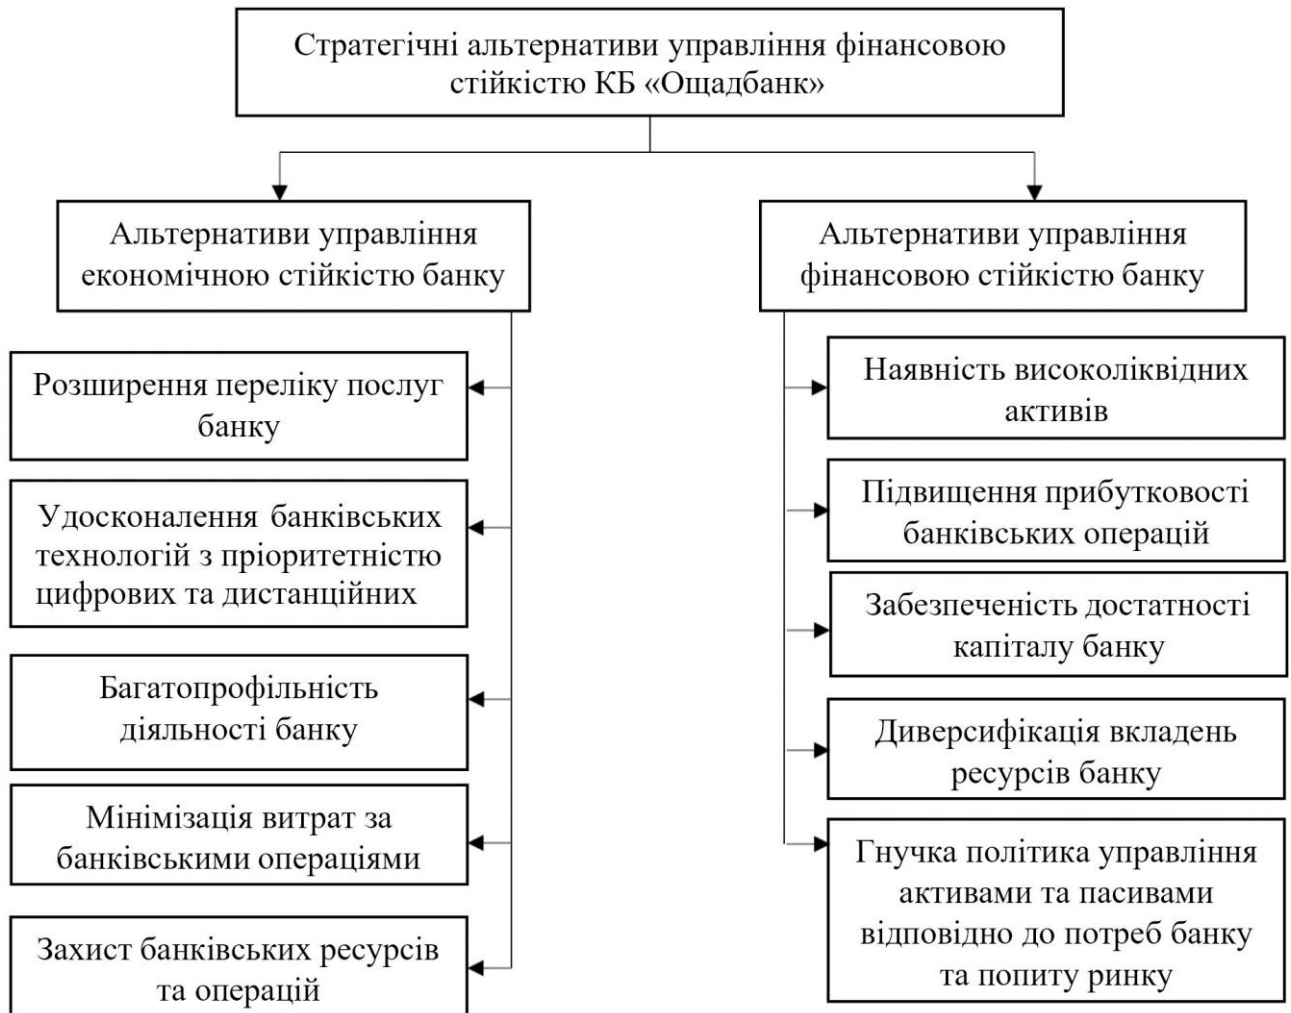 Стратегічні альтернативи управління фінансовою
стійкістю КБ «Ощадбанк»
Альтернативи управління
економічною стійкістю банку
Розширення переліку послуг
банку
Удосконалення банківських
технологій з пріоритетністю
цифрових та дистанційних
Багатопрофільність
діяльності банку
Мінімізація витрат за
банківськими операціями
Захист банківських ресурсів
та операцій
Альтернативи управління
фінансовою стійкістю банку
Наявність високоліквідних
активів
Підвищення прибутковості
банківських операцій
Забезпеченість достатності
капіталу банку
Диверсифікація вкладень
ресурсів банку
Гнучка політика управління
активами та пасивами
відповідно до потреб банку
та попиту ринку